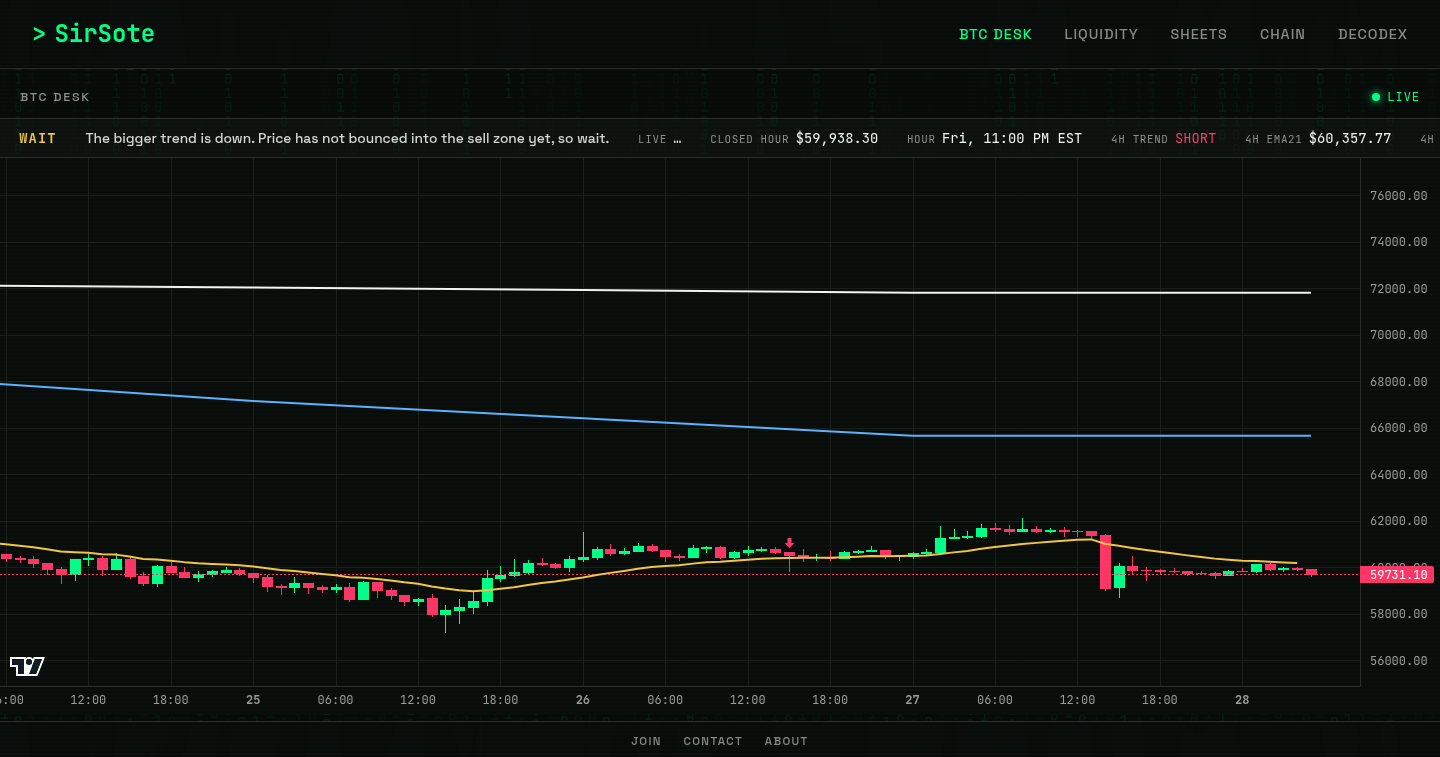 > SirSote
BTC DESK LIQUIDITY SHEETS CHAIN DECODEX
BTC DESK
LIVE
WAIT The bigger trend is down. Price has not bounced into the sell zone yet, so wait. LIVE … CLOSED HOUR $59,938.30 HOUR Fri, 11:00 PM EST 4H TREND SHORT 4H EMA21 $60,357.77 4H
76000.00
74000.00
72000.00
70000.00
68000.00
66000.00
64000.00
62000.00
59731.10
58000.00
56000.00
:00 12:00 18:00 25 06:00 12:00 18:00 26 06:00 12:00 18:00 27 06:00 12:00 18:00 28
JOIN CONTACT ABOUT